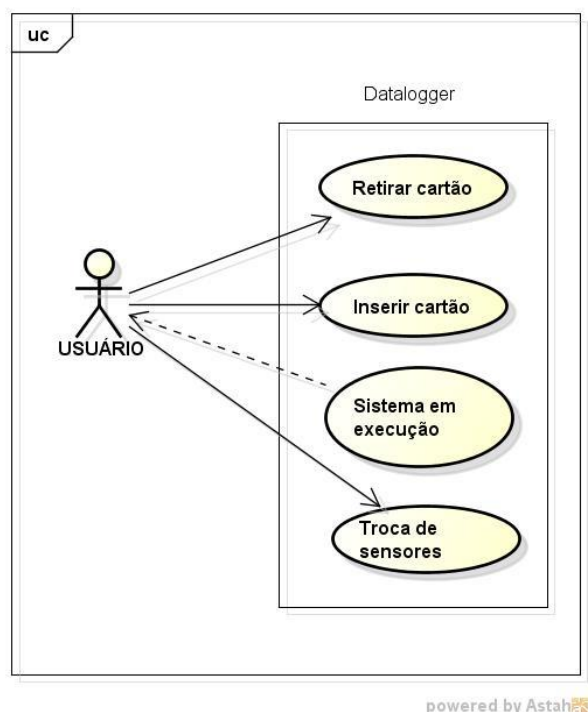 uc
Datalogger
Retirar cartão
Inserir cartão
USUÁRIO
Sistema em
execução
Troca de
sensores
powered by Astah